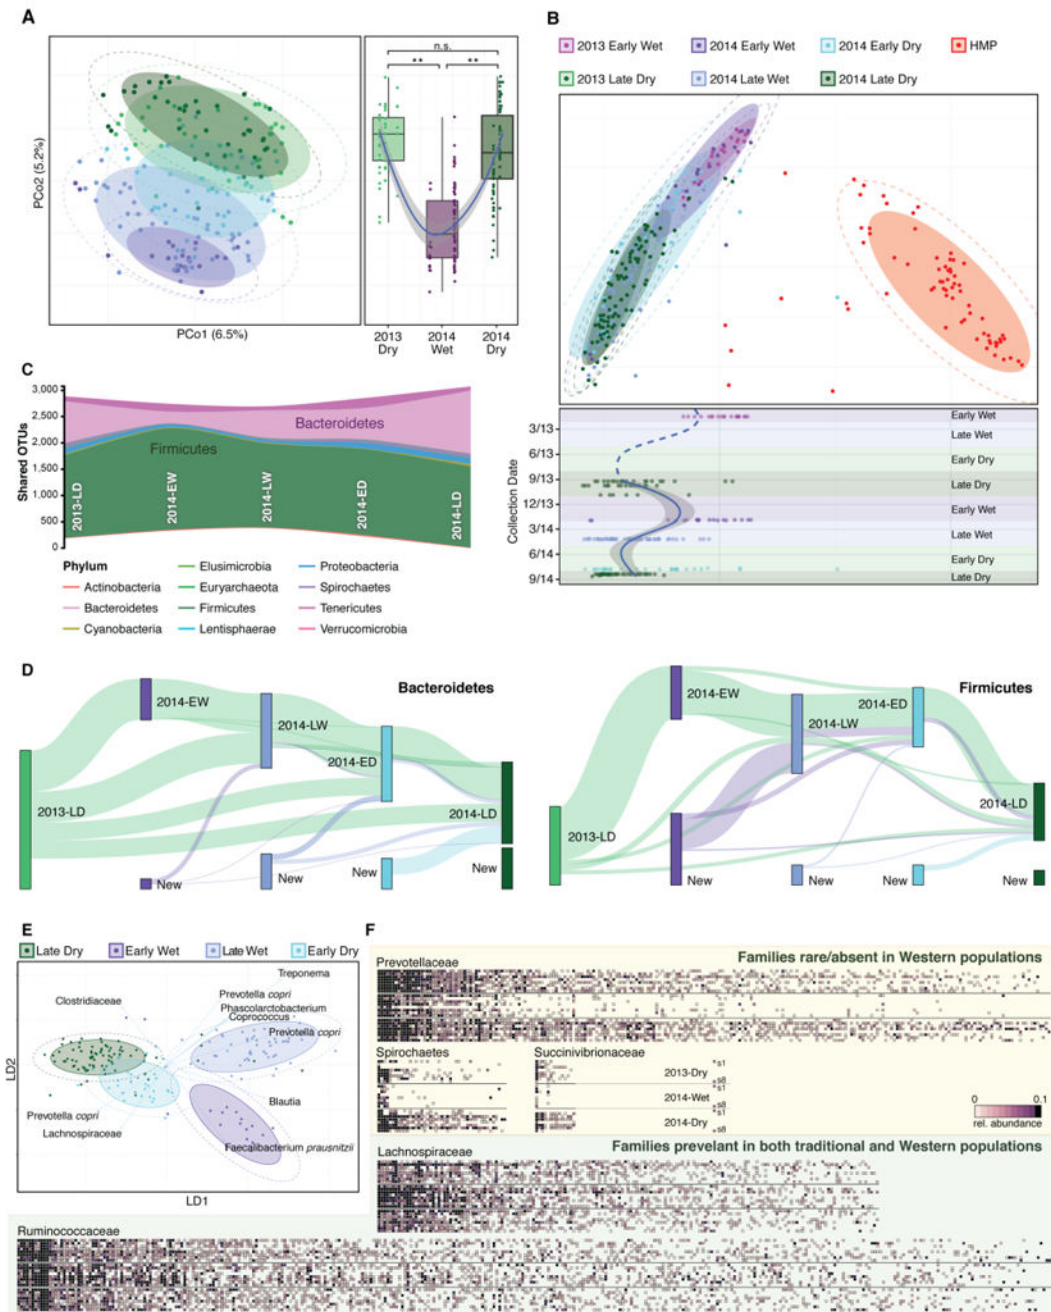 A
n.s.
**
**
PCo2 (5.2%)
PCo1 (6.5%)
2013 Dry
2014 Wet
2014 Dry
B
2013 Early Wet
2014 Early Wet
2014 Early Dry
HMP
2013 Late Dry
2014 Late Wet
2014 Late Dry
Collection Date
3/13
6/13
9/13
12/13
3/14
6/14
9/14
Early Wet
Late Wet
Early Dry
Late Dry
Early Wet
Late Wet
Early Dry
Late Dry
C
Shared OTUs
3,000
2,500
2,000
1,500
1,000
500
0
Bacteroidetes
Firmicutes
2013-LD
2014-EW
2014-LW
2014-ED
2014-LD
Phylum
Actinobacteria
Bacteroidetes
Cyanobacteria
Elusimicrobia
Euryarchaeota
Firmicutes
Lentisphaerae
Proteobacteria
Spirochaetes
Tenericutes
Verrucomicrobia
D
Bacteroidetes
2014-EW
2014-LW
2014-ED
2013-LD
2014-LD
New
New
New
New
Firmicutes
2014-EW
2014-ED
2014-LW
2014-LD
2013-LD
New
New
New
New
E
Late Dry
Early Wet
Late Wet
Early Dry
LD2
LD1
Treponema
Clostridiaceae
Prevotella copri
Phascolarctobacterium
Coprococcus
Prevotella copri
Blautia
Prevotella copri
Lachnospiraceae
Faecalibacterium prausnitzii
F
Families rare/absent in Western populations
Prevotellaceae
Spirochaetes
Succinivibrionaceae
2013-Dry
2014-Wet
2014-Dry
s1
s8
s1
s8
s1
s8
0
0.1
rel. abundance
Families prevelant in both traditional and Western populations
Lachnospiraceae
Ruminococcaceae